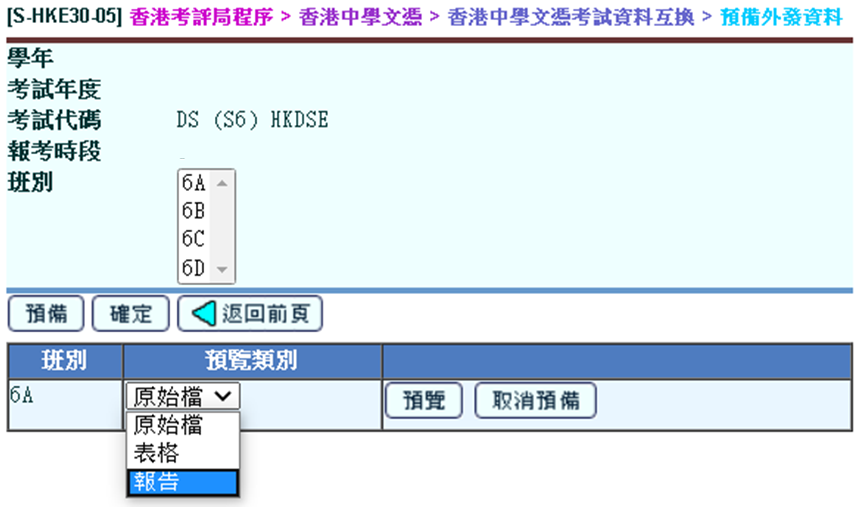 [S-HKE30-05] 香港考評局程序 > 香港中學文憑 > 香港中學文憑考試資料互換 > 預備外發資料
學年
考試年度
考試代碼 DS (S6) HKDSE
報考時段
班別 6A
6B
6C
6D
預備 確定 返回前頁
班別 預覽類別
6A 原始檔 預覽 取消預備
原始檔
表格
報告